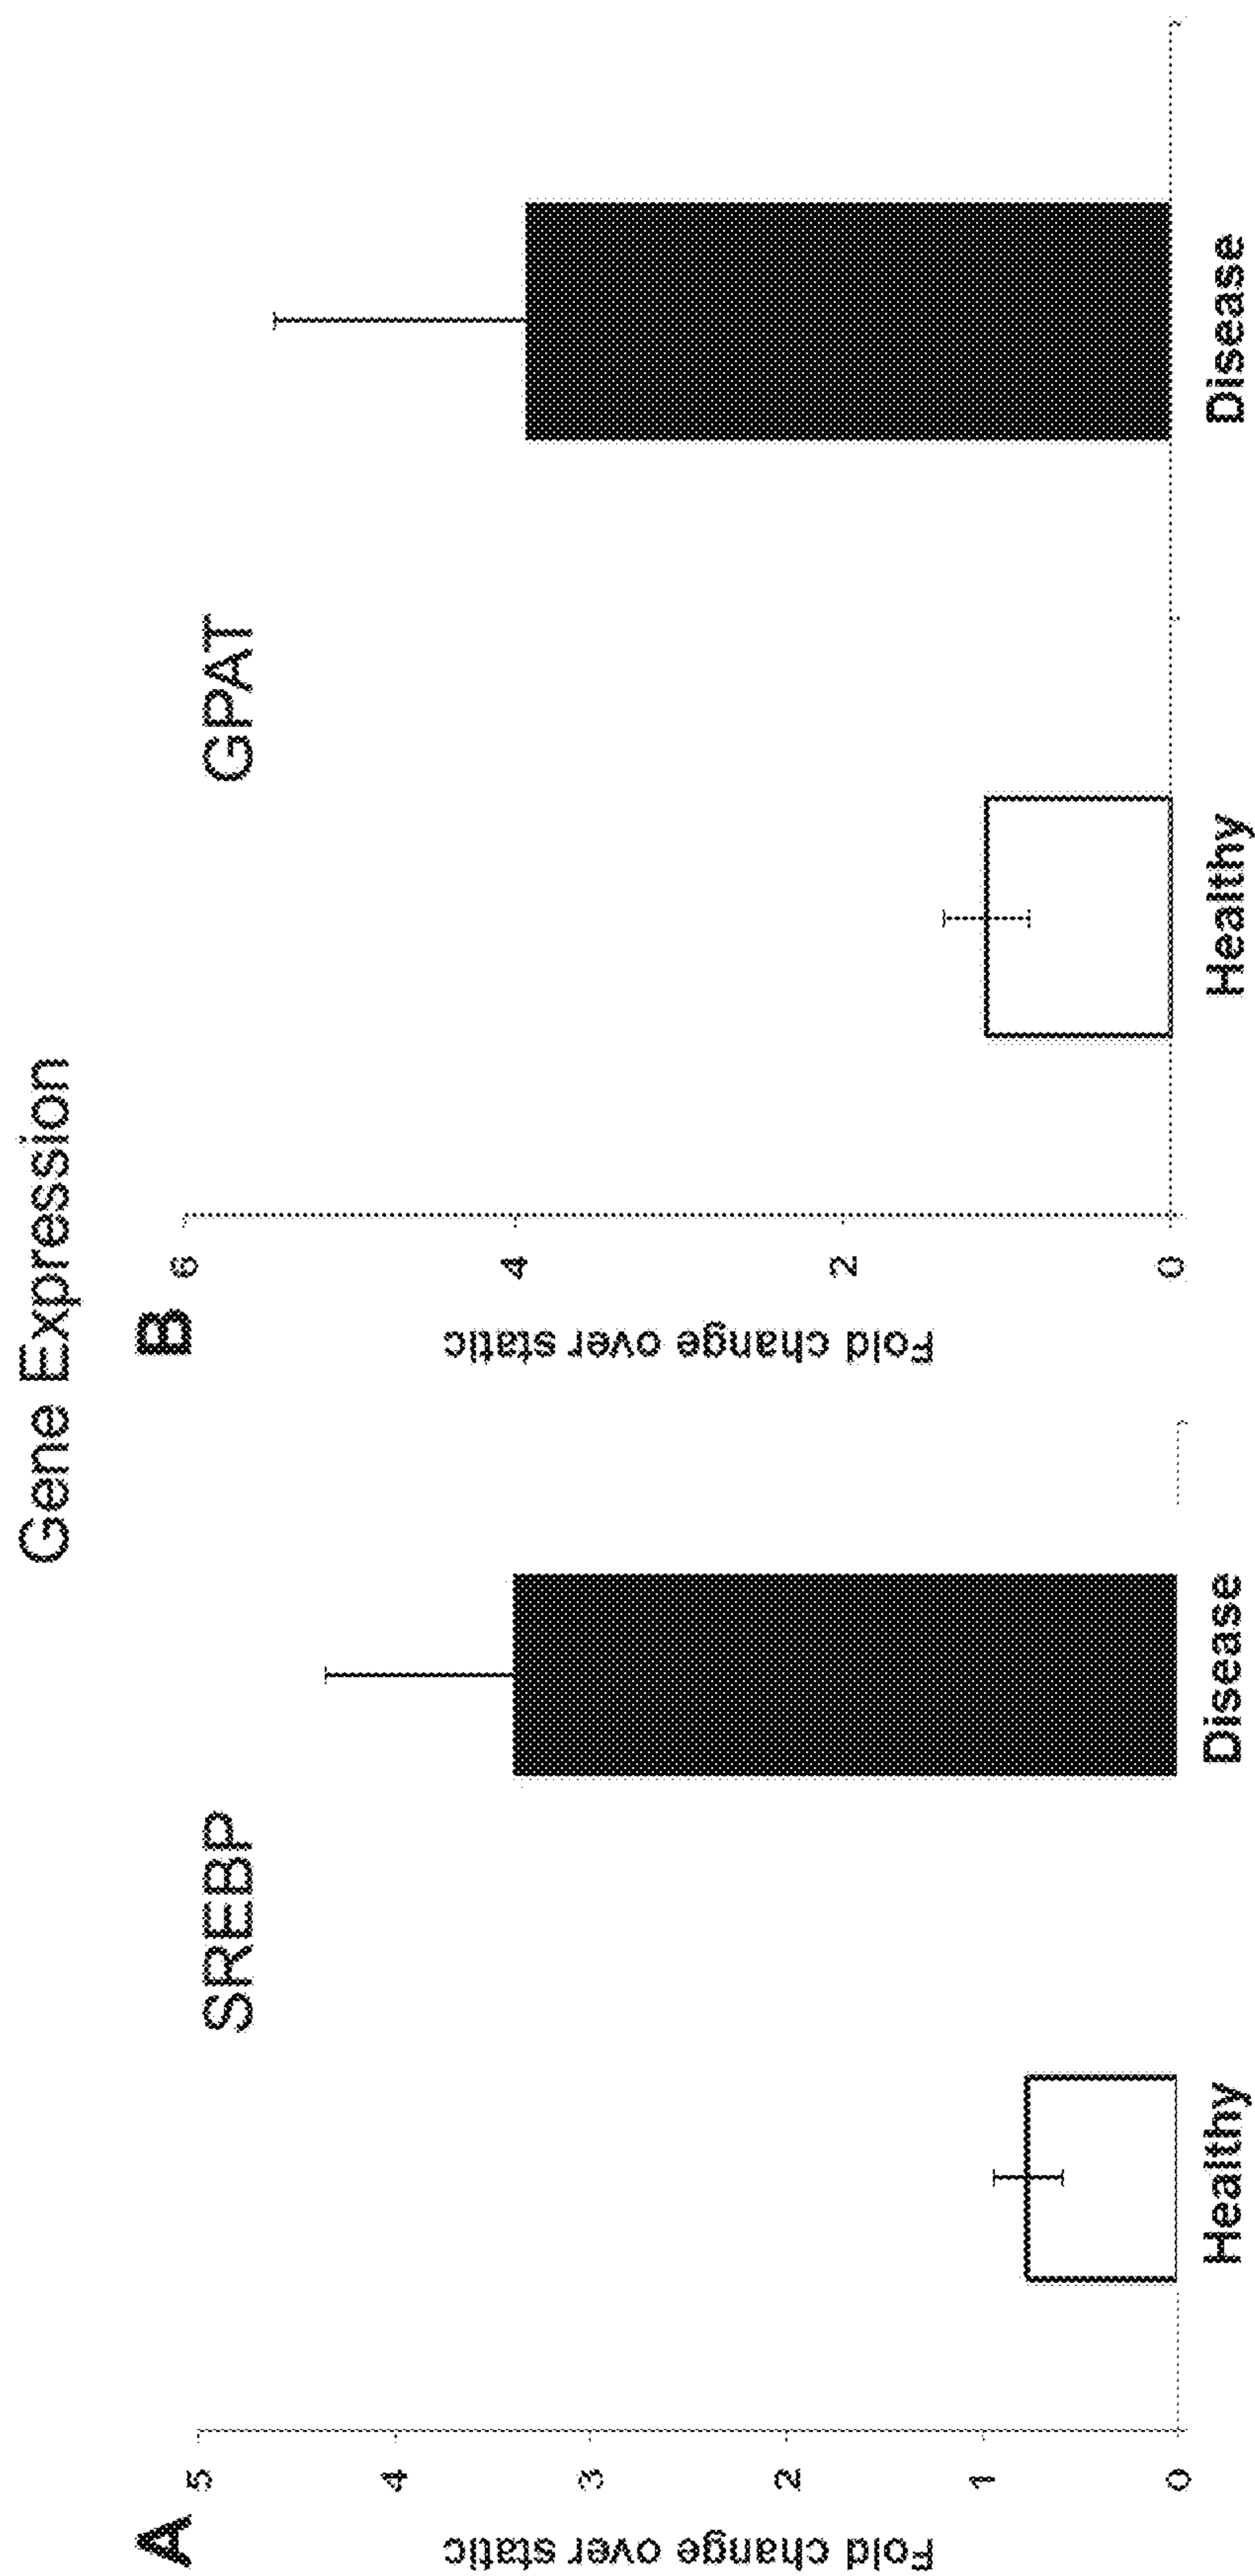 Gene Expression
A
SREBP
Fold change over static
5
4
3
2
1
0
Healthy
Disease
B
GPAT
Fold change over static
6
4
2
0
Healthy
Disease